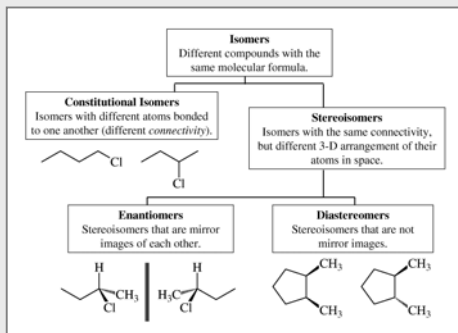 Isomers
Different compounds with the
same molecular formula.
Constitutional Isomers
Isomers with different atoms bonded
to one another (different connectivity).
Stereoisomers
Isomers with the same connectivity,
but different 3-D arrangement of their
atoms in space.
Cl
Cl
Enantiomers
Stereoisomers that are mirror
images of each other.
Diastereomers
Stereoisomers that are not
mirror images.
H
CH₃
Cl
H
H₃C
Cl
CH₃
CH₃
CH₃
CH₃